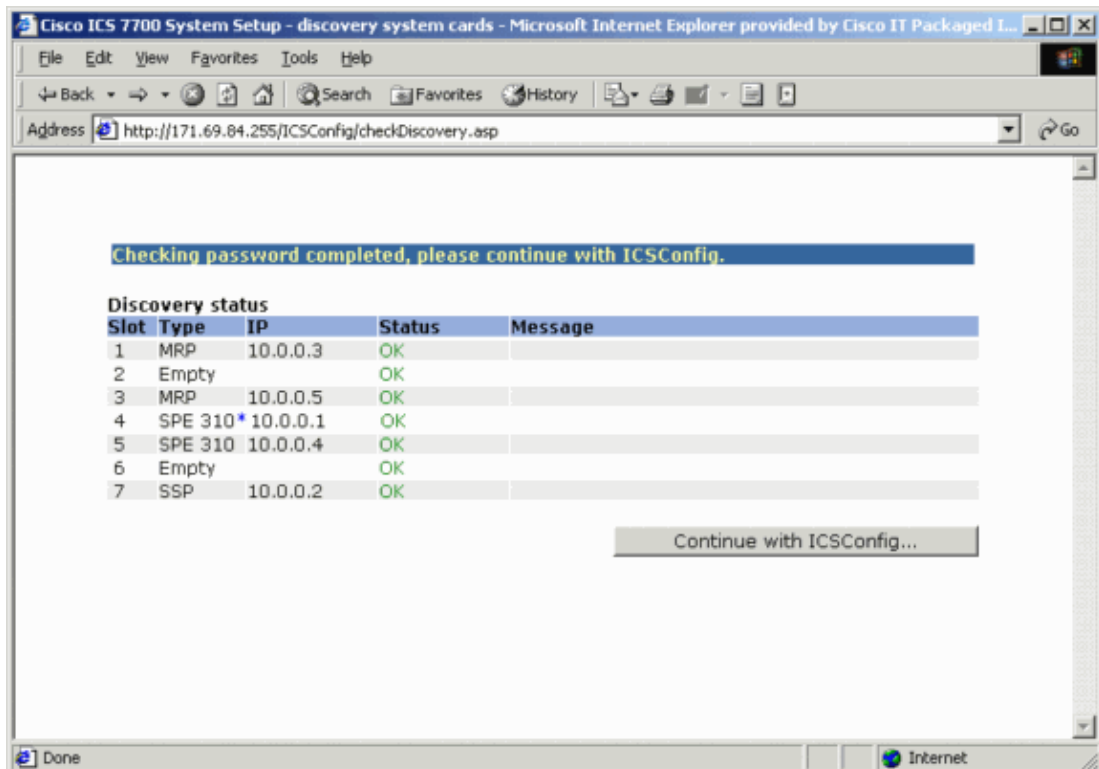 Cisco ICS 7700 System Setup - discovery system cards - Microsoft Internet Explorer provided by Cisco IT Packaged I...
File Edit View Favorites Tools Help
Back Search Favorites History
Address http://171.69.84.255/ICSConfig/checkDiscovery.asp Go
Checking password completed, please continue with ICSConfig.
Discovery status
Slot Type IP Status Message
1 MRP 10.0.0.3 OK
2 Empty OK
3 MRP 10.0.0.5 OK
4 SPE 310* 10.0.0.1 OK
5 SPE 310 10.0.0.4 OK
6 Empty OK
7 SSP 10.0.0.2 OK
Continue with ICSConfig...
Done Internet